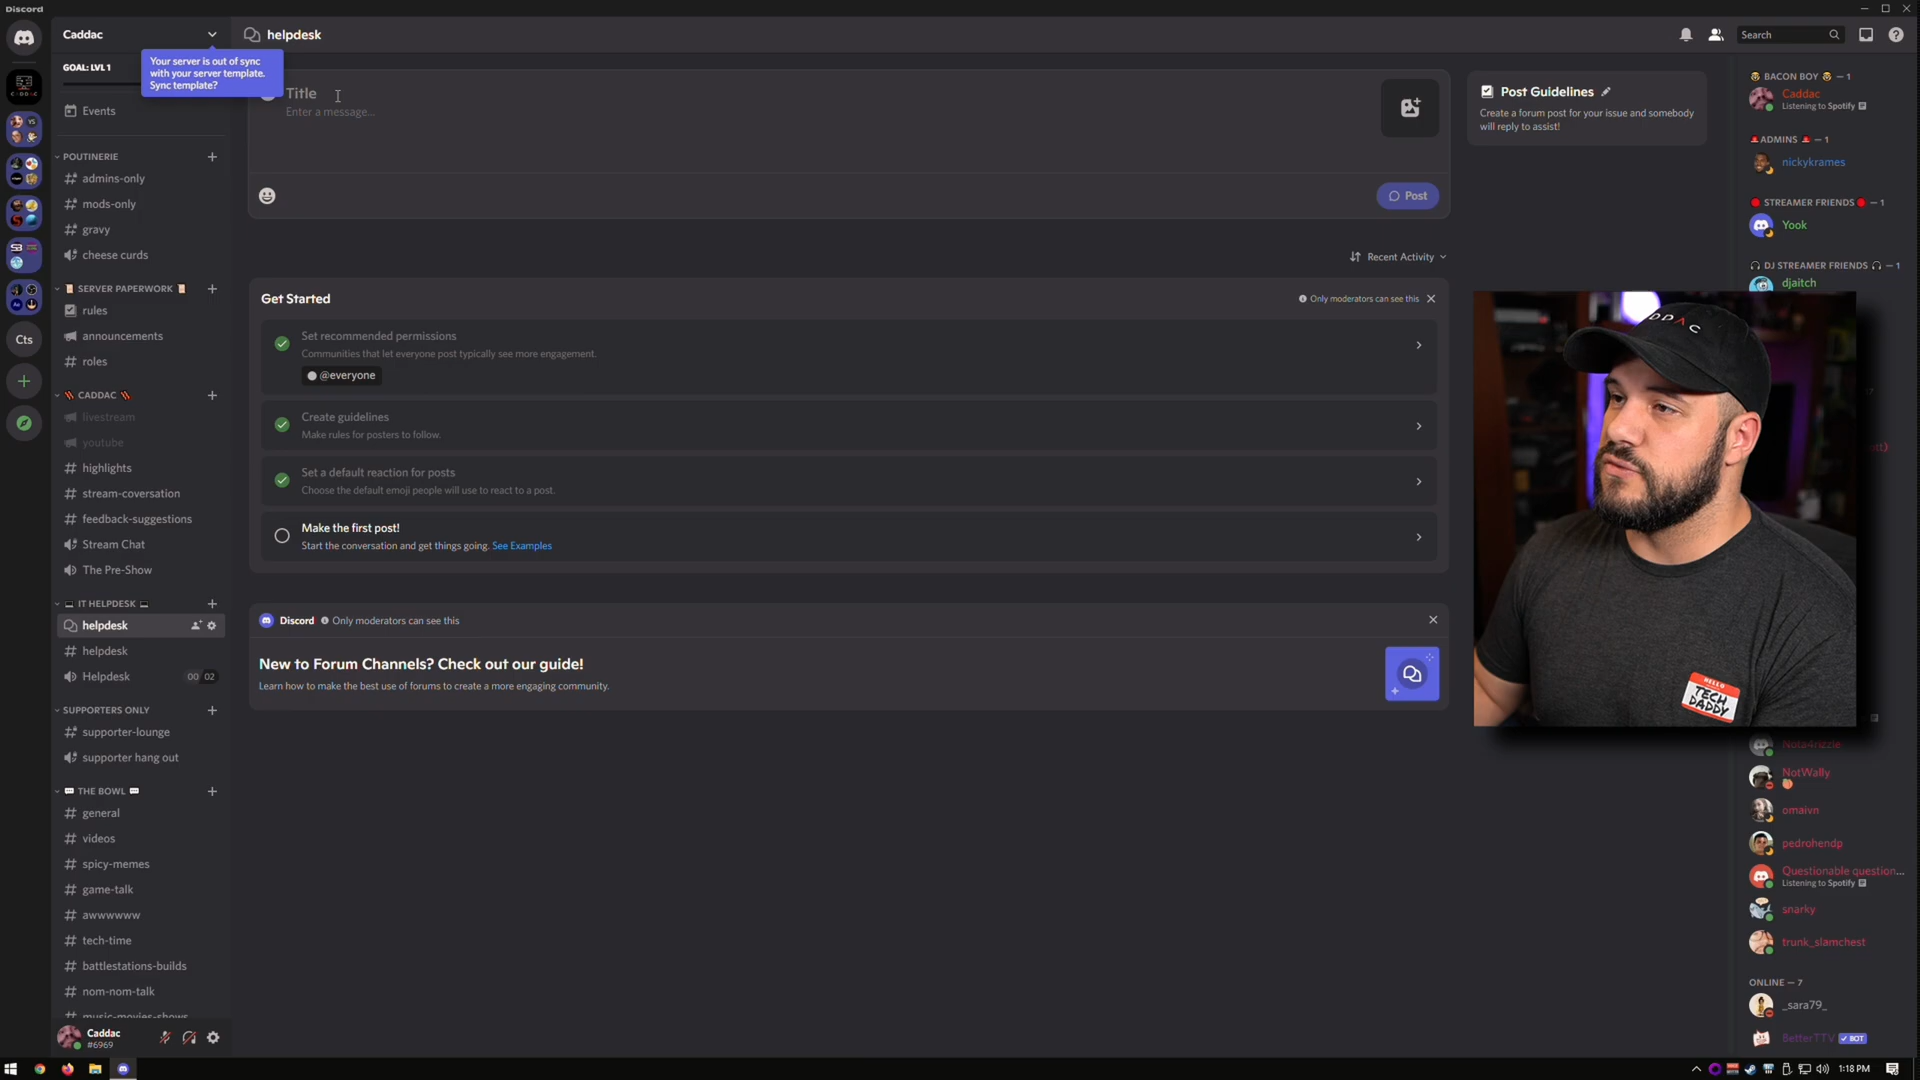 Discord
Caddac
helpdesk
Search
GOAL: LVL 1
Your server is out of sync
with your server template.
Sync template?
Events
POUTINERIE
admins-only
mods-only
gravy
cheese curds
SERVER PAPERWORK
rules
announcements
roles
CADDAC
livestream
youtube
highlights
stream-coversation
feedback-suggestions
Stream Chat
The Pre-Show
IT HELPDESK
helpdesk
helpdesk
Helpdesk 00 02
SUPPORTERS ONLY
supporter-lounge
supporter hang out
THE BOWL
general
videos
spicy-memes
game-talk
awwwwww
tech-time
battlestations-builds
nom-nom-talk
music-movies-shows
Caddac
#6969
Cts
Title
Enter a message...
Post
Recent Activity
Get Started
Only moderators can see this
Set recommended permissions
Communities that let everyone post typically see more engagement.
@everyone
Create guidelines
Make rules for posters to follow.
Set a default reaction for posts
Choose the default emoji people will use to react to a post.
Make the first post!
Start the conversation and get things going. See Examples
Discord Only moderators can see this
New to Forum Channels? Check out our guide!
Learn how to make the best use of forums to create a more engaging community.
Post Guidelines
Create a forum post for your issue and somebody
will reply to assist!
BACON BOY — 1
Caddac
Listening to Spotify
ADMINS — 1
nickykrames
STREAMER FRIENDS — 1
Yook
DJ STREAMER FRIENDS — 1
djaitch
HELLO
TECH
DADDY
Nota4rizzle
NotWally
omaivn
pedrohendp
Questionable question...
Listening to Spotify
snarky
trunk_slamchest
ONLINE — 7
_sara79_
BetterTTV BOT
1:18 PM